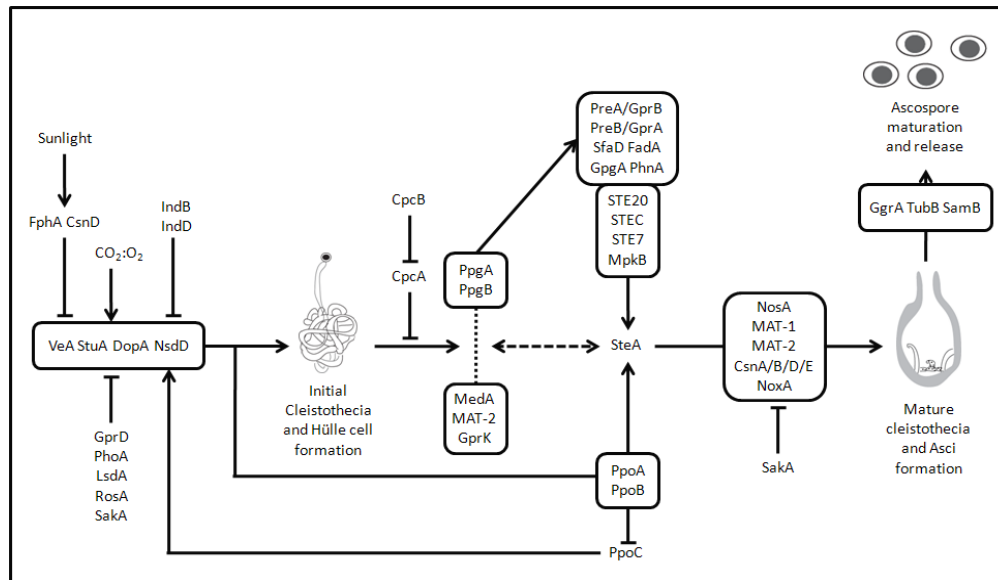 Sunlight
FphA CsnD
CO₂:O₂
IndB
IndD
VeA StuA DopA NsdD
GprD
PhoA
LsdA
RosA
SakA
Initial
Cleistothecia
and Hülle cell
formation
CpcB
CpcA
PpgA
PpgB
MedA
MAT-2
GprK
PreA/GprB
PreB/GprA
SfaD FadA
GpgA PhnA
STE20
STEC
STE7
MpkB
SteA
PpoA
PpoB
PpoC
NosA
MAT-1
MAT-2
CsnA/B/D/E
NoxA
SakA
Ascospore
maturation
and release
GgrA TubB SamB
Mature
cleistothecia
and Asci
formation